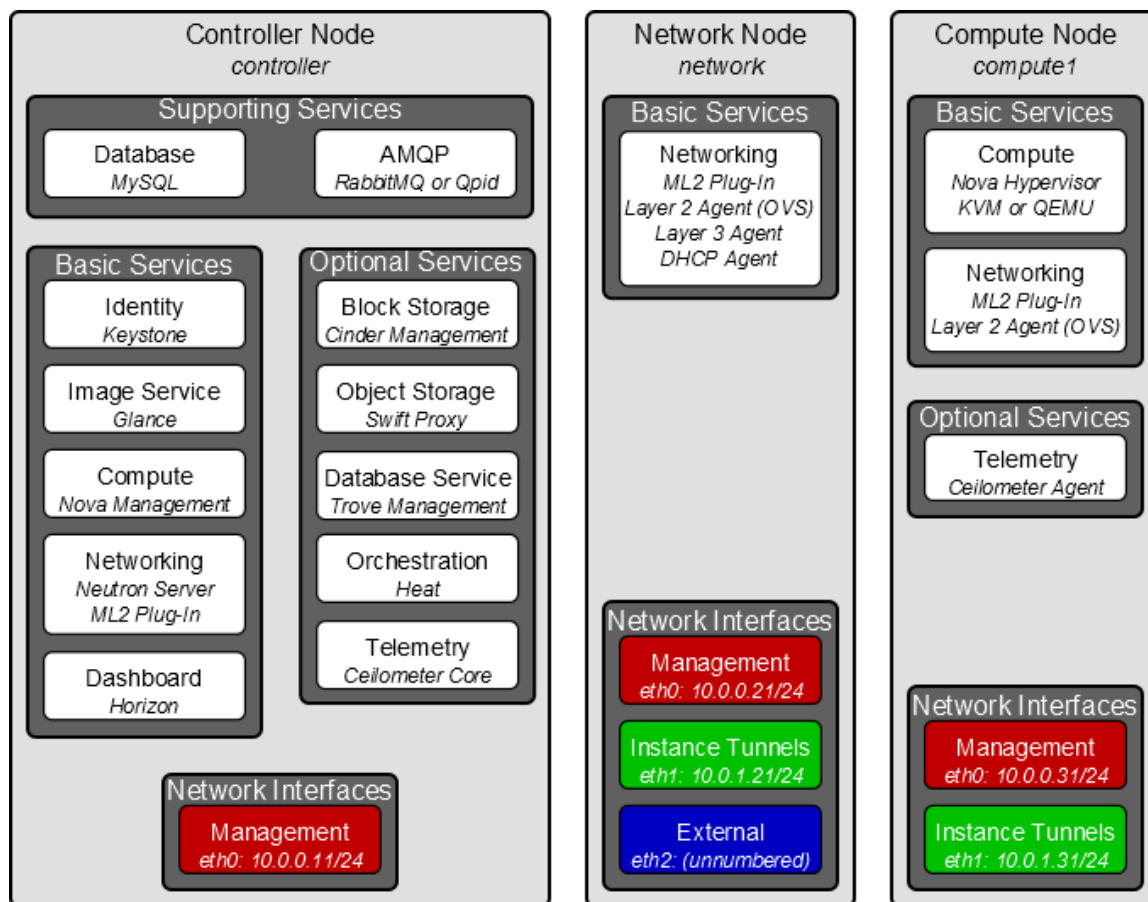 Controller Node
controller
Supporting Services
Database
MySQL
AMQP
RabbitMQ or Qpid
Basic Services
Identity
Keystone
Image Service
Glance
Compute
Nova Management
Networking
Neutron Server
ML2 Plug-In
Dashboard
Horizon
Optional Services
Block Storage
Cinder Management
Object Storage
Swift Proxy
Database Service
Trove Management
Orchestration
Heat
Telemetry
Ceilometer Core
Network Interfaces
Management
eth0: 10.0.0.11/24
Network Node
network
Basic Services
Networking
ML2 Plug-In
Layer 2 Agent (OVS)
Layer 3 Agent
DHCP Agent
Network Interfaces
Management
eth0: 10.0.0.21/24
Instance Tunnels
eth1: 10.0.1.21/24
External
eth2: (unnumbered)
Compute Node
compute1
Basic Services
Compute
Nova Hypervisor
KVM or QEMU
Networking
ML2 Plug-In
Layer 2 Agent (OVS)
Optional Services
Telemetry
Ceilometer Agent
Network Interfaces
Management
eth0: 10.0.0.31/24
Instance Tunnels
eth1: 10.0.1.31/24